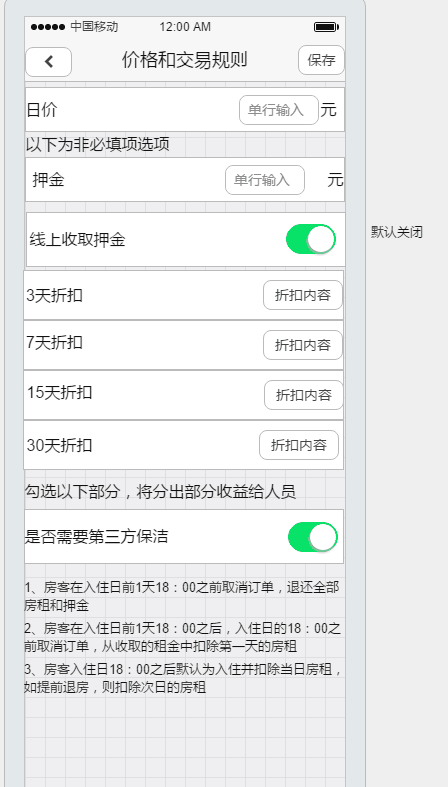 中国移动 12:00 AM
价格和交易规则 保存
日价 单行输入 元
以下为非必填项选项
押金 单行输入 元
线上收取押金 默认关闭
3天折扣 折扣内容
7天折扣 折扣内容
15天折扣 折扣内容
30天折扣 折扣内容
勾选以下部分，将分出部分收益给人员
是否需要第三方保洁
1、房客在入住日前1天18：00之前取消订单，退还全部
房租和押金
2、房客在入住日前1天18：00之后，入住日的18：00之
前取消订单，从收取的租金中扣除第一天的房租
3、房客入住日18：00之后默认为入住并扣除当日房租，
如提前退房，则扣除次日的房租